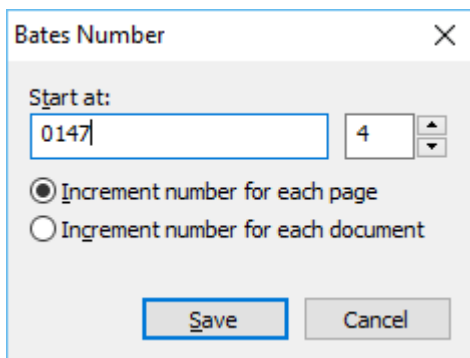 Bates Number
Start at:
0147 4
Increment number for each page
Increment number for each document
Save Cancel